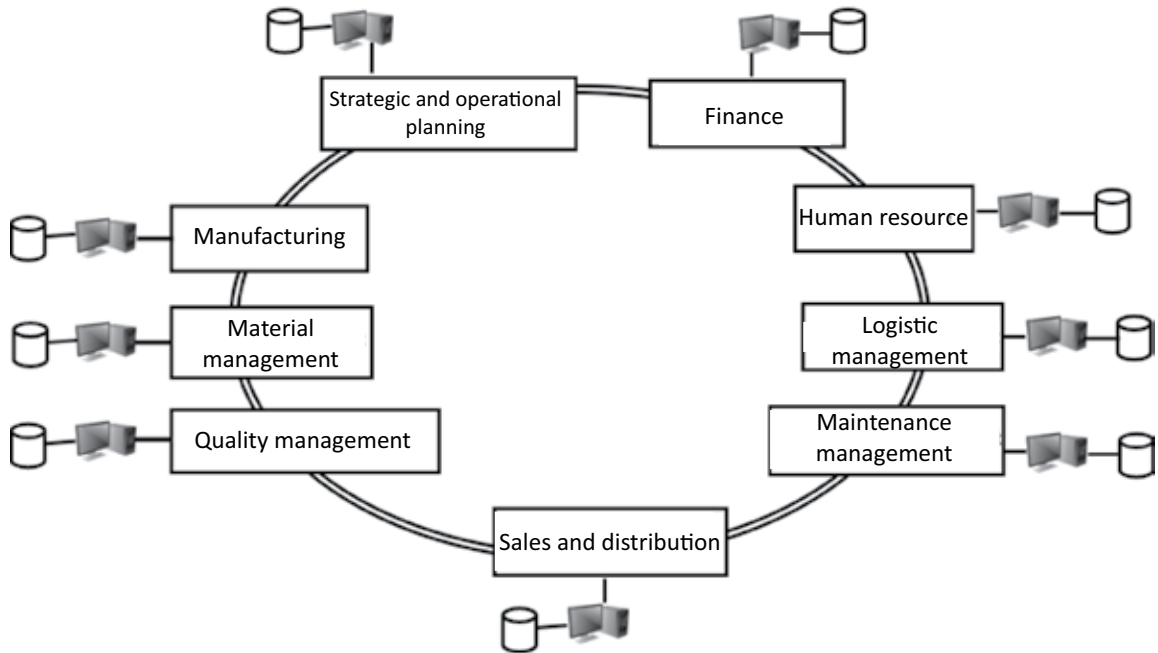 Strategic and operational
planning
Finance
Manufacturing
Human resource
Material
management
Logistic
management
Quality management
Maintenance
management
Sales and distribution